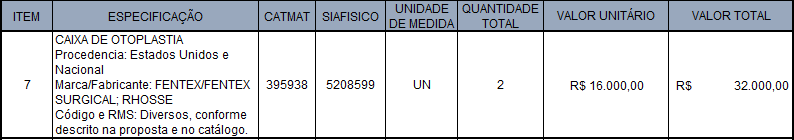 ITEM ESPECIFICAÇÃO CATMAT SIAFISICO UNIDADE DE MEDIDA QUANTIDADE TOTAL VALOR UNITÁRIO VALOR TOTAL
CAIXA DE OTOPLASTIA
Procedencia: Estados Unidos e
Nacional
7 Marca/Fabricante: FENTEX/FENTEX 395938 5208599 UN 2 R$ 16.000,00 R$ 32.000,00
SURGICAL; RHOSSE
Código e RMS: Diversos, conforme
descrito na proposta e no catálogo.